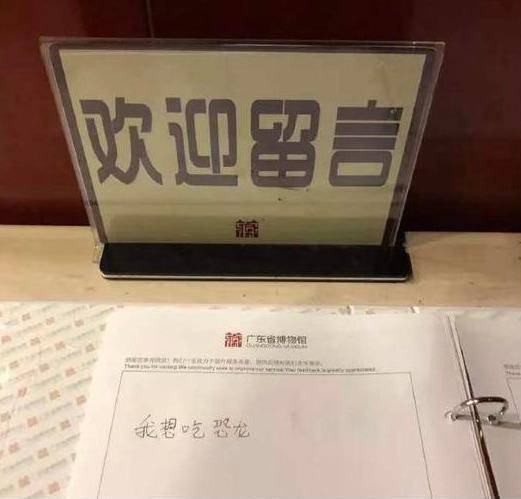 欢迎留言
广东省博物馆
GUANGDONG MUSEUM
Thank you for visiting. We continually seek to improve our service. Your feedback is greatly appreciated.
我想吃恐龙